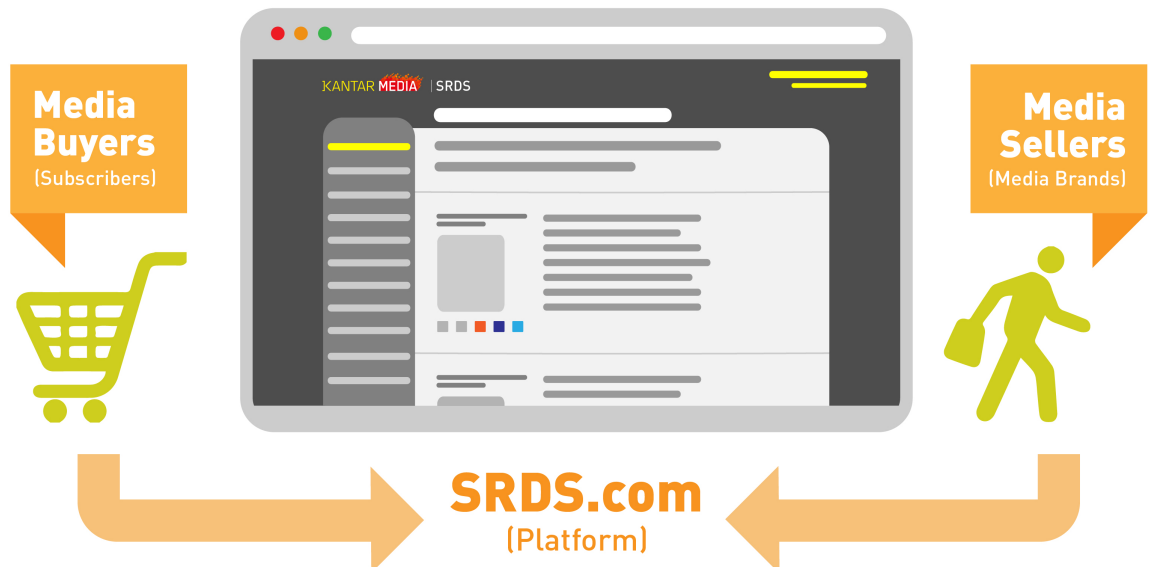 Media
Buyers
(Subscribers)
KANTAR MEDIA | SRDS
Media
Sellers
(Media Brands)
SRDS.com
(Platform)